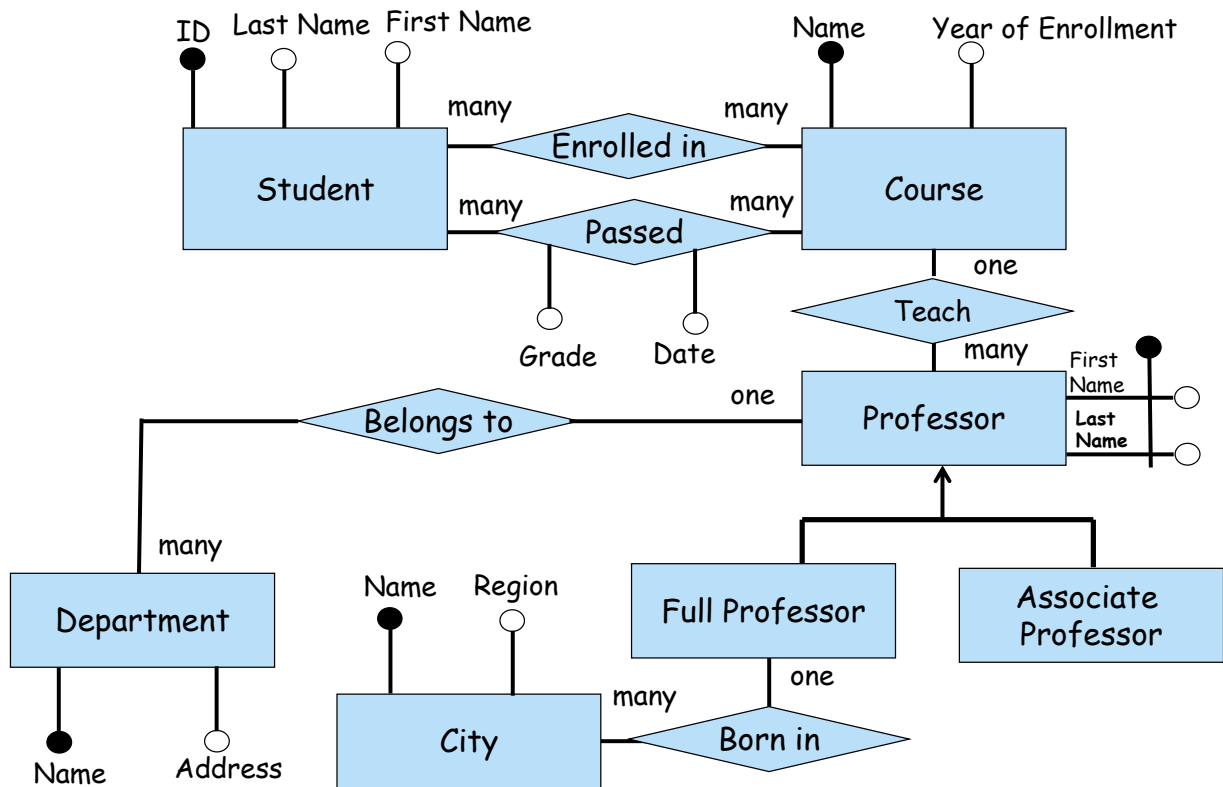 ID
Last Name
First Name
Name
Year of Enrollment
many
many
Enrolled in
Student
Course
many
many
Passed
one
Teach
Grade
Date
many
First
Name
one
Professor
Last
Name
Belongs to
many
Name
Region
Full Professor
Associate
Professor
Department
one
many
City
Born in
Name
Address